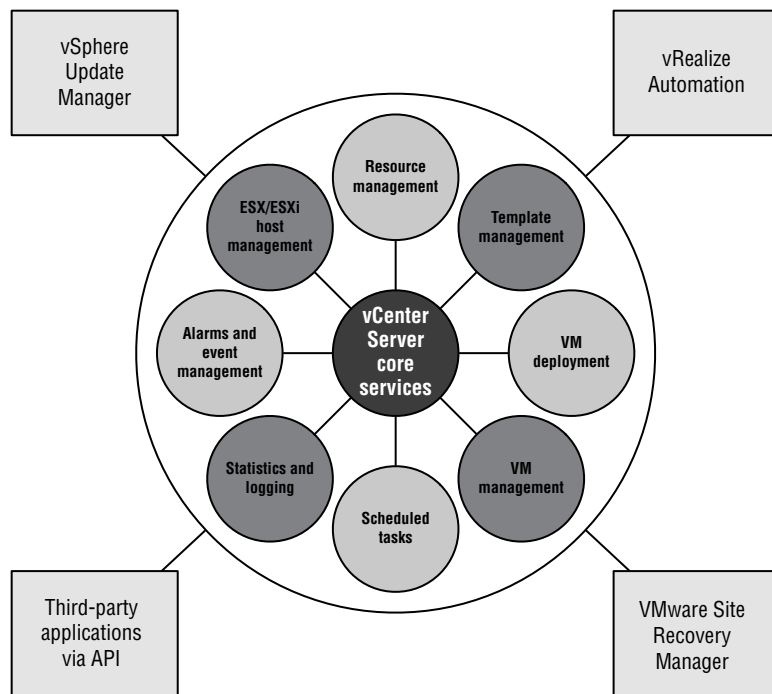 vSphere
Update
Manager
vRealize
Automation
Resource
management
ESX/ESXi
host
management
Template
management
Alarms and
event
management
vCenter
Server
core
services
VM
deployment
Statistics and
logging
VM
management
Scheduled
tasks
Third-party
applications
via API
VMware Site
Recovery
Manager